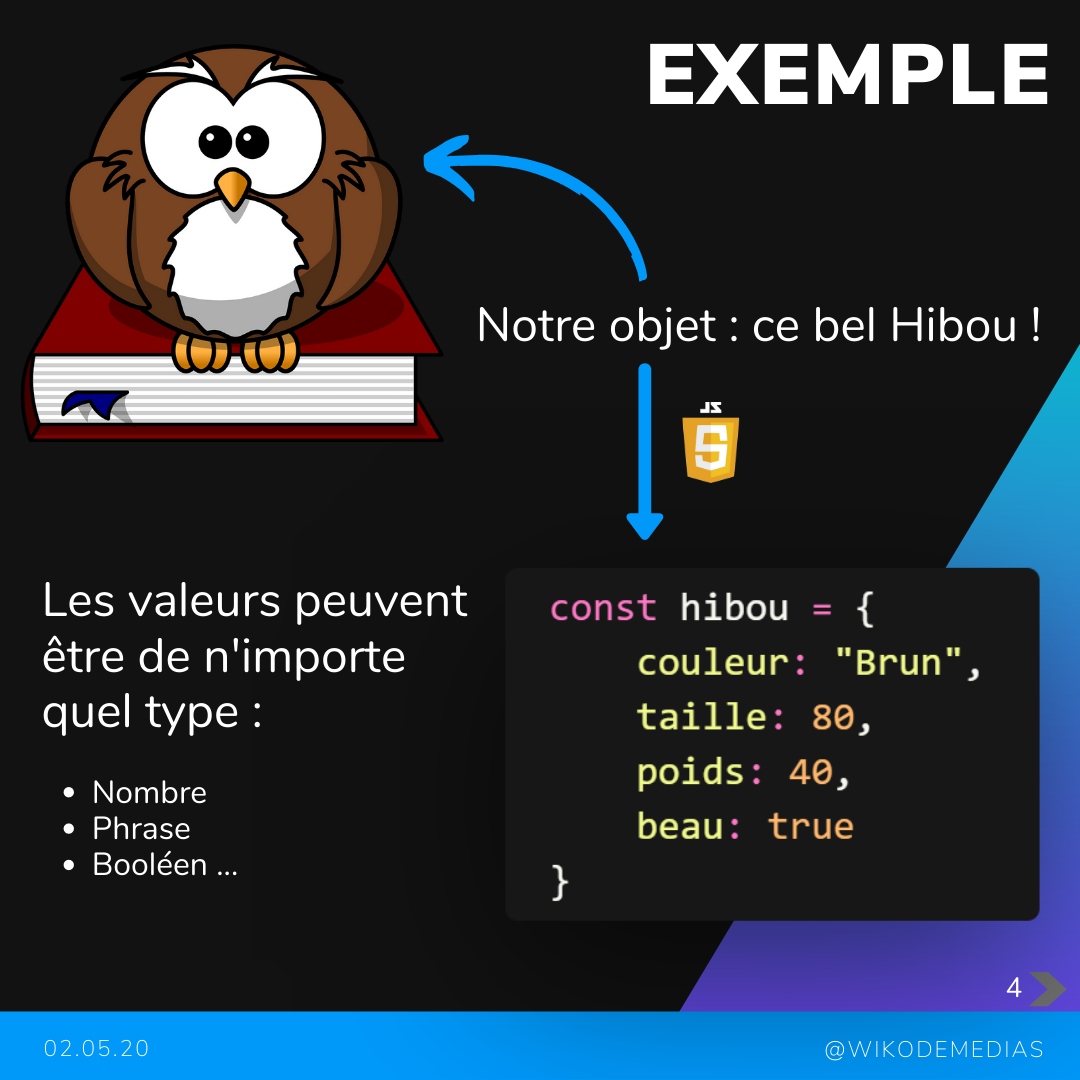 EXEMPLE
Notre objet : ce bel Hibou !
JS
Les valeurs peuvent
être de n'importe
quel type :
• Nombre
• Phrase
• Booléen ...
const hibou = {
    couleur: "Brun",
    taille: 80,
    poids: 40,
    beau: true
}
4
02.05.20
@WIKODEMEDIAS